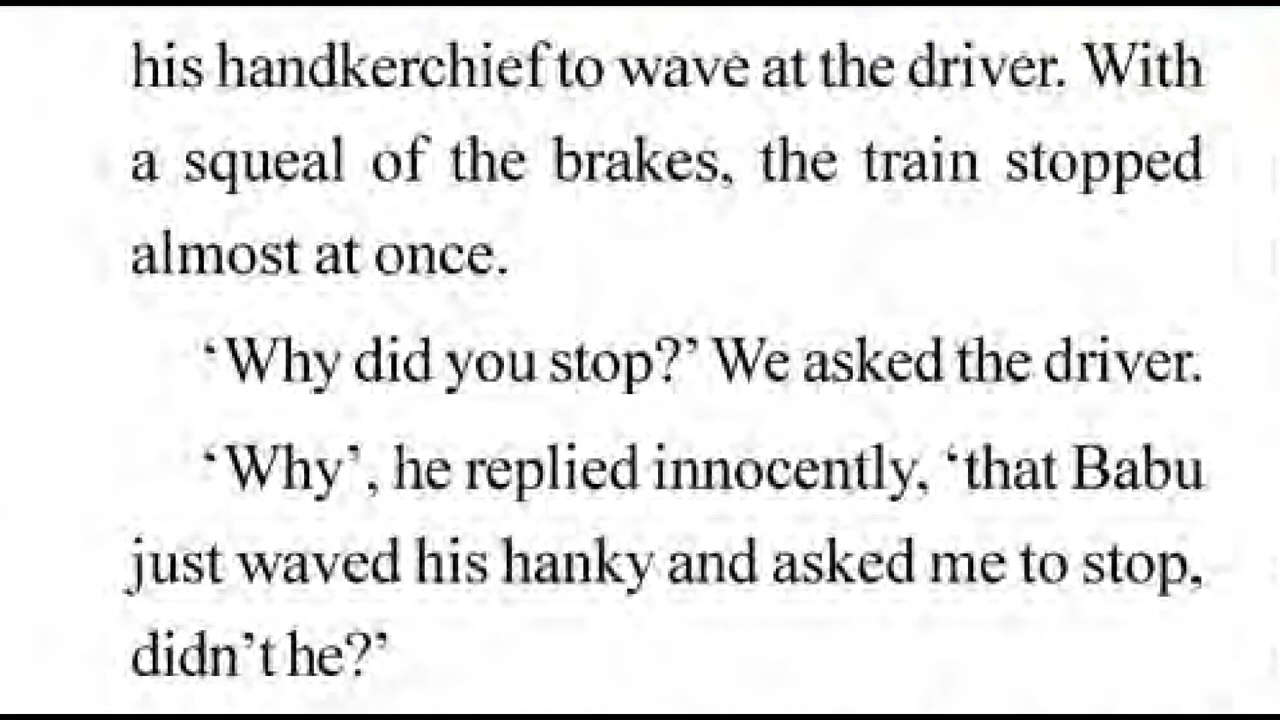 his handkerchief to wave at the driver. With
a squeal of the brakes, the train stopped
almost at once.
‘Why did you stop?’ We asked the driver.
‘Why’, he replied innocently, ‘that Babu
just waved his hanky and asked me to stop,
didn’t he?’